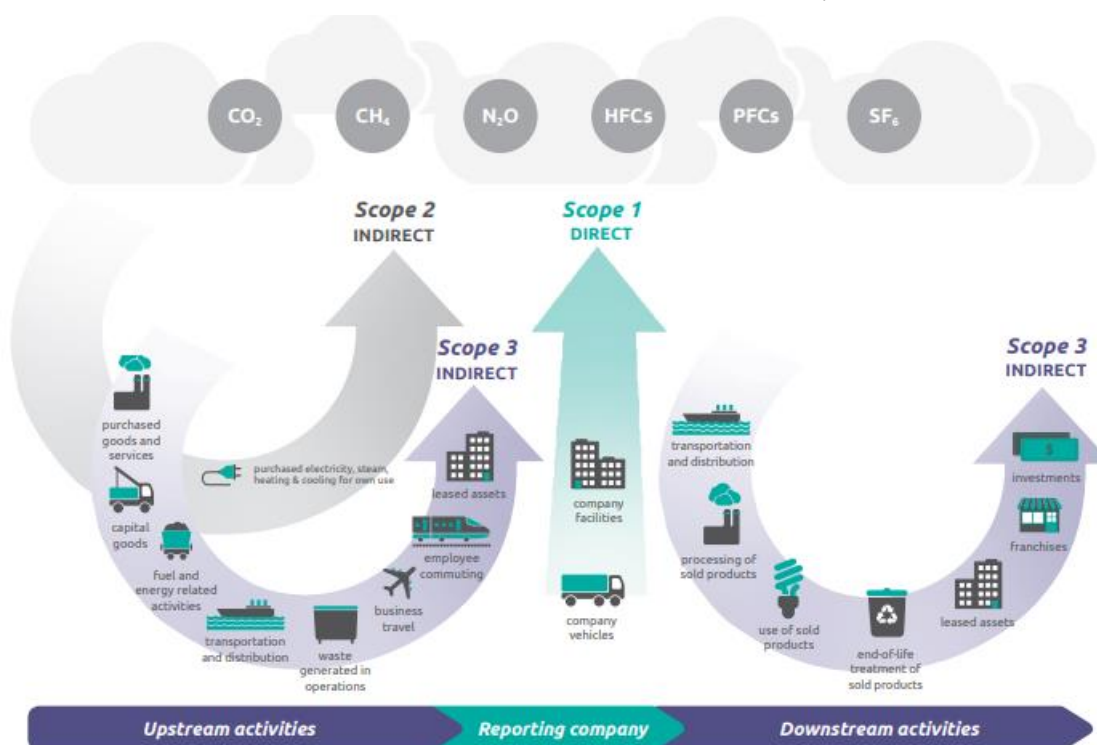 CO₂
CH₄
N₂O
HFCs
PFCs
SF₆
Scope 2
INDIRECT
Scope 1
DIRECT
Scope 3
INDIRECT
Scope 3
INDIRECT
purchased
goods and
services
capital
goods
fuel and
energy related
activities
transportation
and distribution
waste
generated in
operations
business
travel
employee
commuting
leased assets
purchased electricity, steam,
heating & cooling for own use
company
facilities
company
vehicles
transportation
and distribution
processing of
sold products
use of sold
products
end-of-life
treatment of
sold products
leased assets
franchises
$
investments
Upstream activities
Reporting company
Downstream activities